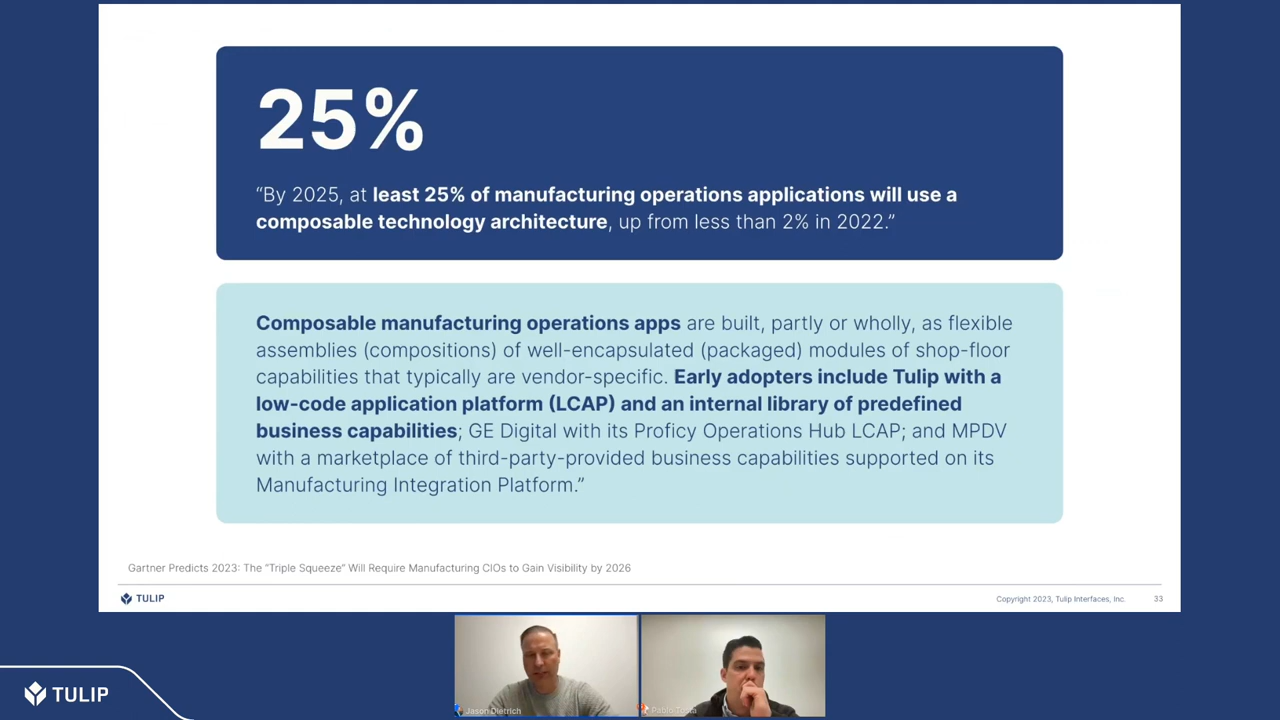 25%
“By 2025, at least 25% of manufacturing operations applications will use a
composable technology architecture, up from less than 2% in 2022.”
Composable manufacturing operations apps are built, partly or wholly, as flexible
assemblies (compositions) of well-encapsulated (packaged) modules of shop-floor
capabilities that typically are vendor-specific. Early adopters include Tulip with a
low-code application platform (LCAP) and an internal library of predefined
business capabilities; GE Digital with its Proficy Operations Hub LCAP; and MPDV
with a marketplace of third-party-provided business capabilities supported on its
Manufacturing Integration Platform.”
Gartner Predicts 2023: The “Triple Squeeze” Will Require Manufacturing CIOs to Gain Visibility by 2026
TULIP
Copyright 2023, Tulip Interfaces, Inc.
33
Jason Dietrich
Pablo
TULIP